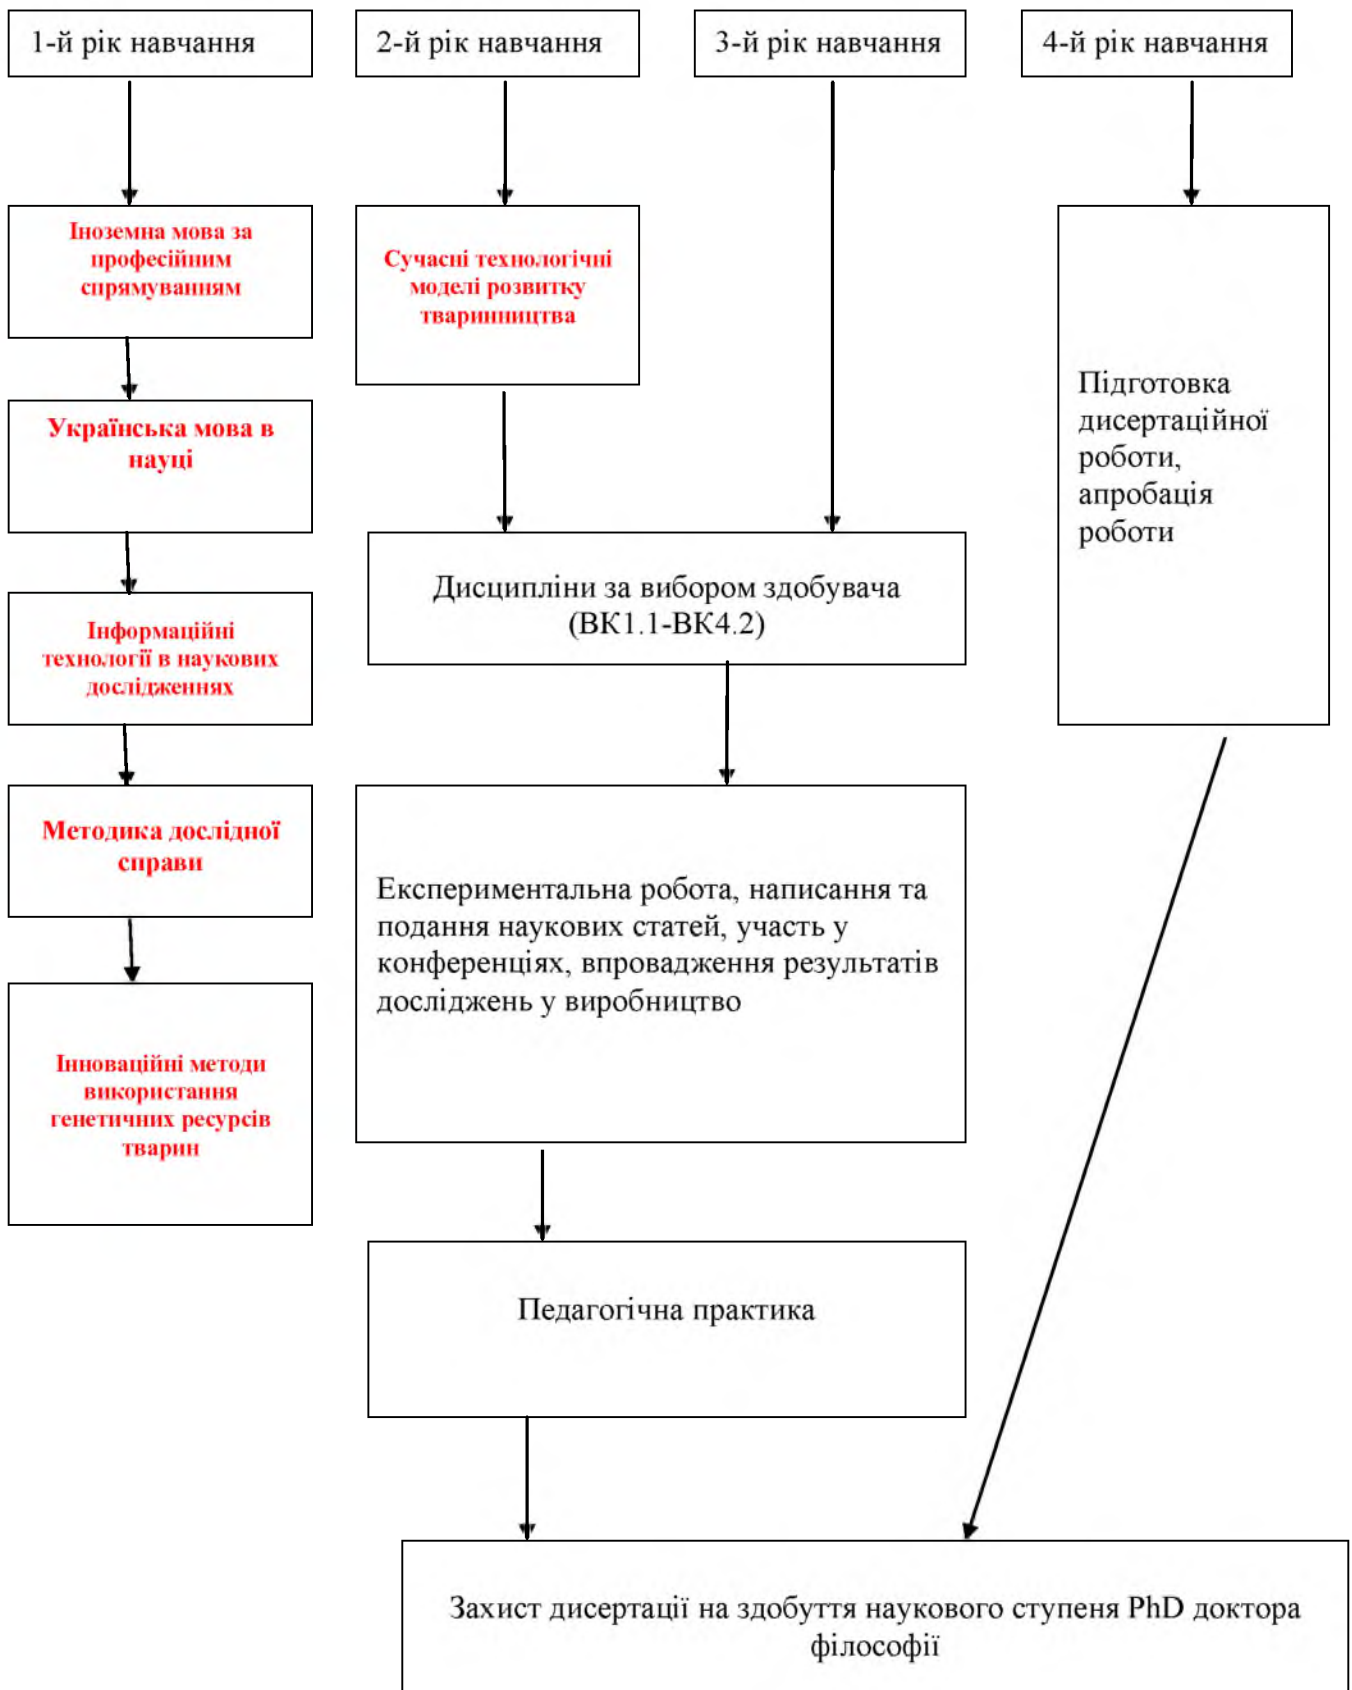 1-й рік навчання
2-й рік навчання
3-й рік навчання
4-й рік навчання
Іноземна мова за
професійним
спрямуванням
Українська мова в
науці
Інформаційні
технології в наукових
дослідженнях
Методика дослідної
справи
Інноваційні методи
використання
генетичних ресурсів
тварин
Сучасні технологічні
моделі розвитку
тваринництва
Дисципліни за вибором здобувача
(ВК1.1-ВК4.2)
Експериментальна робота, написання та
подання наукових статей, участь у
конференціях, впровадження результатів
досліджень у виробництво
Педагогічна практика
Підготовка
дисертаційної
роботи,
апробація
роботи
Захист дисертації на здобуття наукового ступеня PhD доктора
філософії